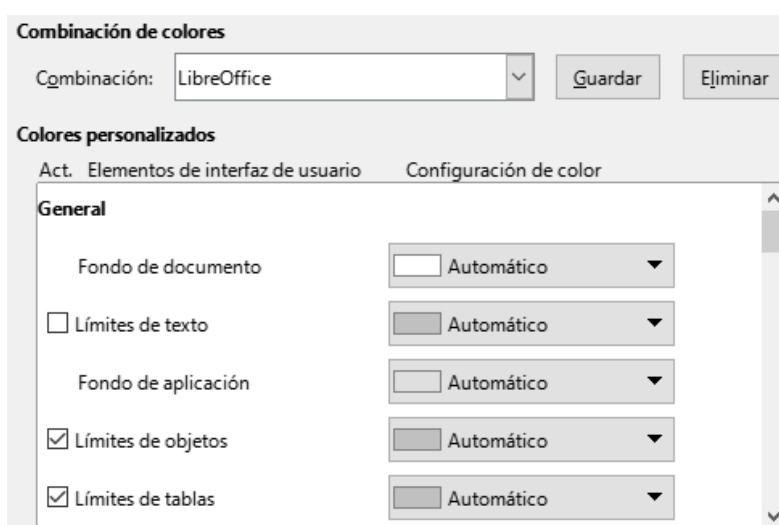 Combinación de colores
Combinación: LibreOffice Guardar Eliminar
Colores personalizados
Act. Elementos de interfaz de usuario Configuración de color
General
Fondo de documento Automático
Límites de texto Automático
Fondo de aplicación Automático
Límites de objetos Automático
Límites de tablas Automático